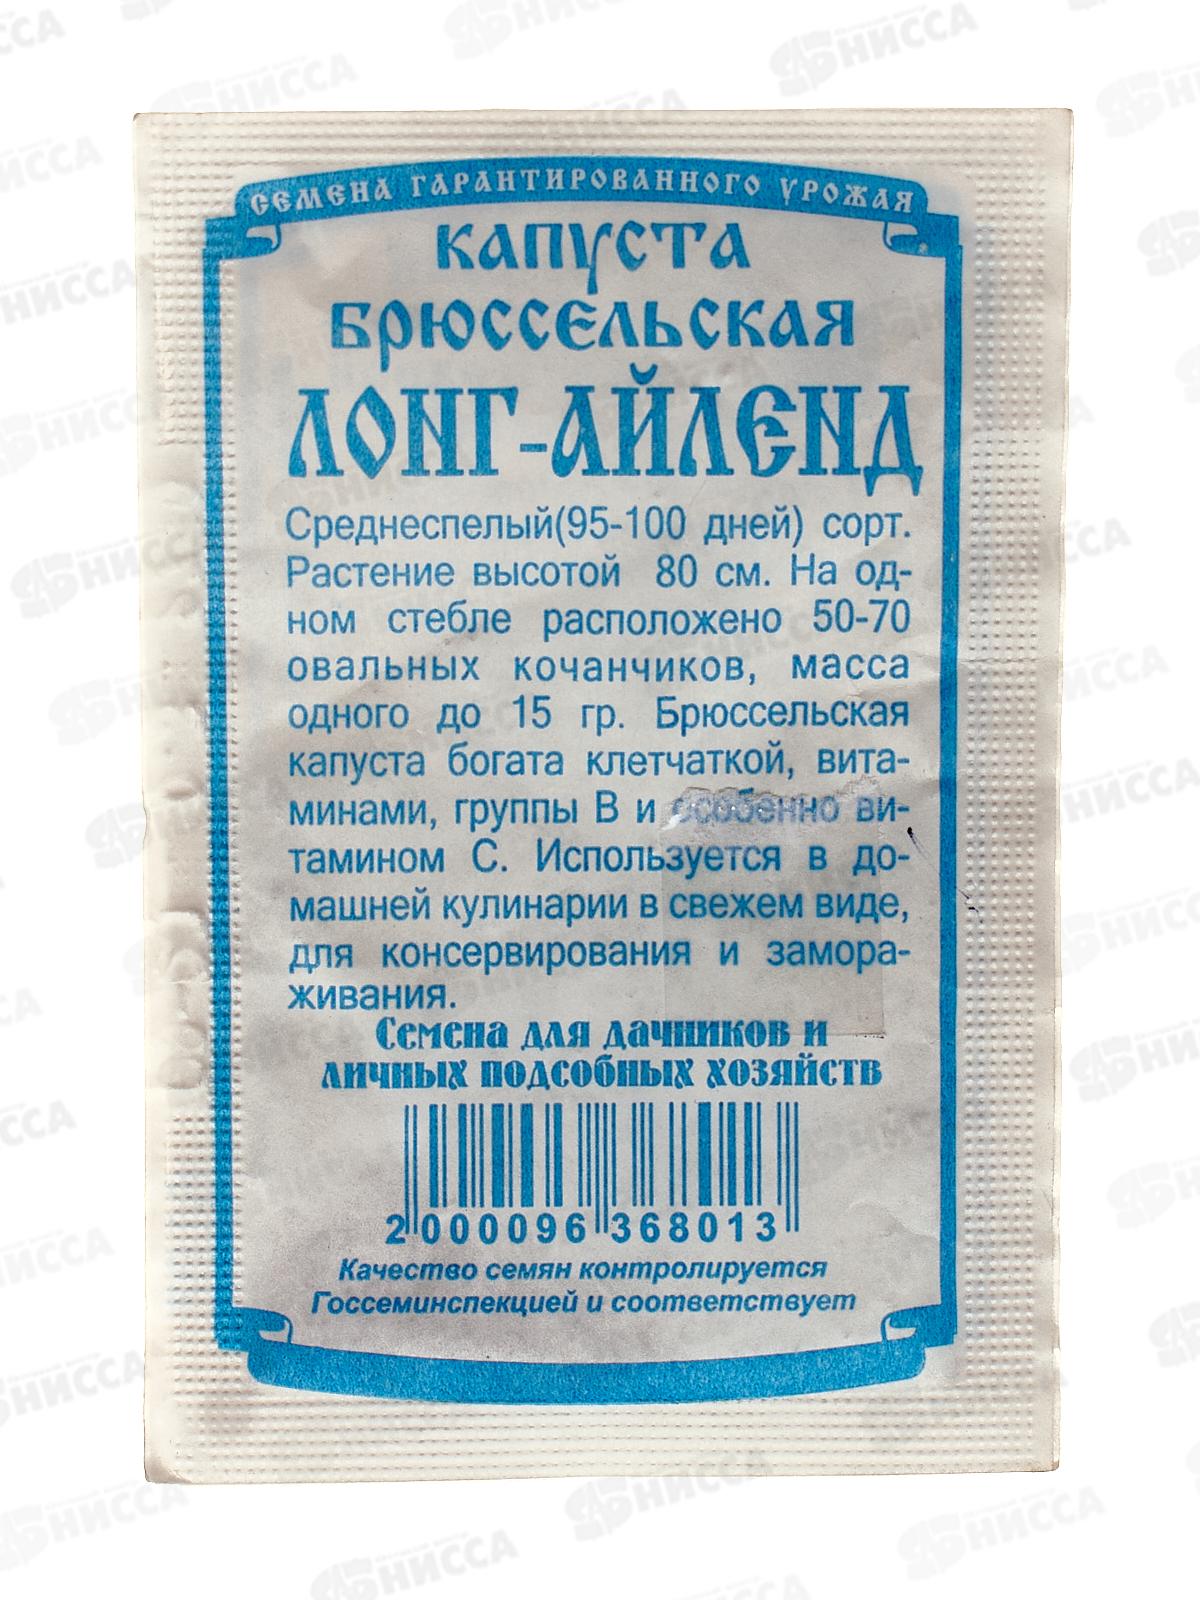 СЕМЕНА ГАРАНТИРОВАННОГО УРОЖАЯ
КАПУСТА
БРЮССЕЛЬСКАЯ
ЛОНГ-АЙЛЕНД
Среднеспелый(95-100 дней) сорт.
Растение высотой 80 см. На од-
ном стебле расположено 50-70
овальных кочанчиков, масса
одного до 15 гр. Брюссельская
капуста богата клетчаткой, вита-
минами, группы В и особенно ви-
тамином С. Используется в до-
машней кулинарии в свежем виде,
для консервирования и замора-
живания.
Семена для дачников и
личных подсобных хозяйств
2 000096 368013
Качество семян контролируется
Госсеминспекцией и соответствует